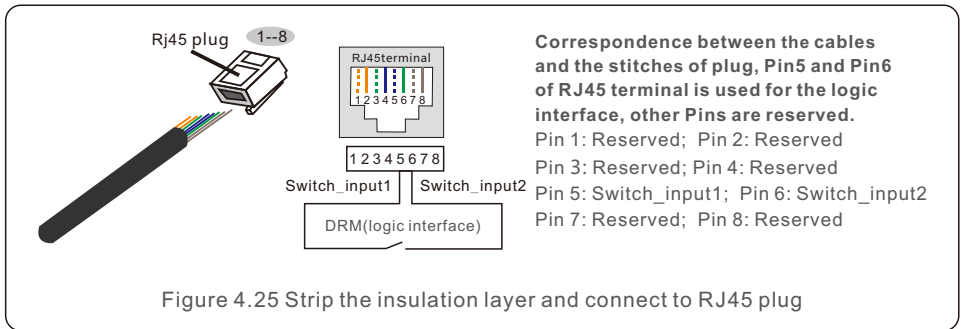 Rj45 plug
1--8
RJ45terminal
1 2 3 4 5 6 7 8
1 2 3 4 5 6 7 8
Switch_input1 Switch_input2
DRM(logic interface)
Correspondence between the cables
and the stitches of plug, Pin5 and Pin6
of RJ45 terminal is used for the logic
interface, other Pins are reserved.
Pin 1: Reserved; Pin 2: Reserved
Pin 3: Reserved; Pin 4: Reserved
Pin 5: Switch_input1; Pin 6: Switch_input2
Pin 7: Reserved; Pin 8: Reserved
Figure 4.25 Strip the insulation layer and connect to RJ45 plug